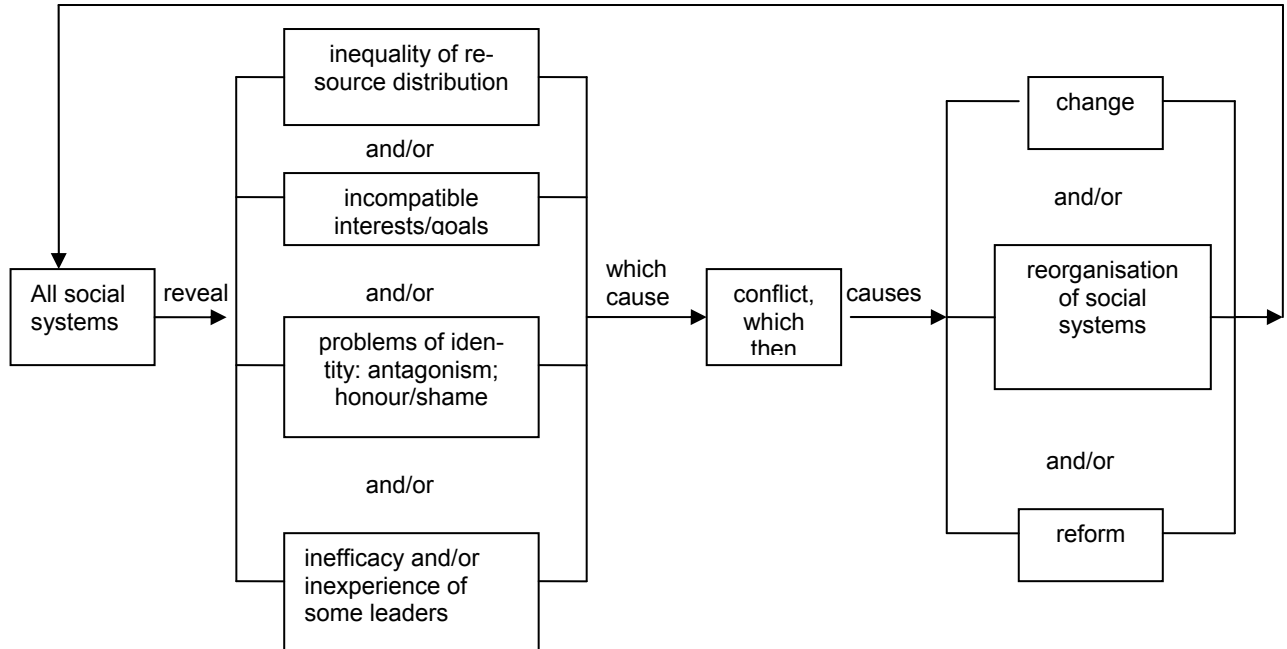 All social
systems
reveal
inequality of re-
source distribution
and/or
incompatible
interests/goals
and/or
problems of iden-
tity: antagonism;
honour/shame
and/or
inefficacy and/or
inexperience of
some leaders
which
cause
conflict,
which
then
causes
change
and/or
reorganisation
of social
systems
and/or
reform